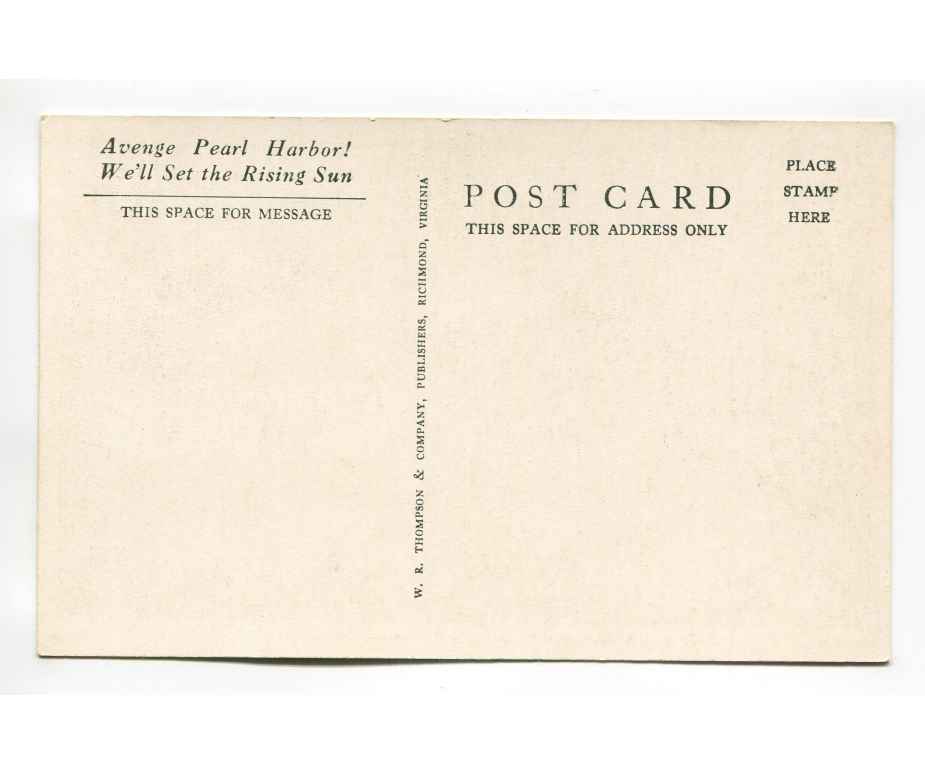 Avenge Pearl Harbor!
We'll Set the Rising Sun
THIS SPACE FOR MESSAGE
W. R. THOMPSON & COMPANY, PUBLISHERS, RICHMOND, VIRGINIA
POST CARD
THIS SPACE FOR ADDRESS ONLY
PLACE
STAMP
HERE